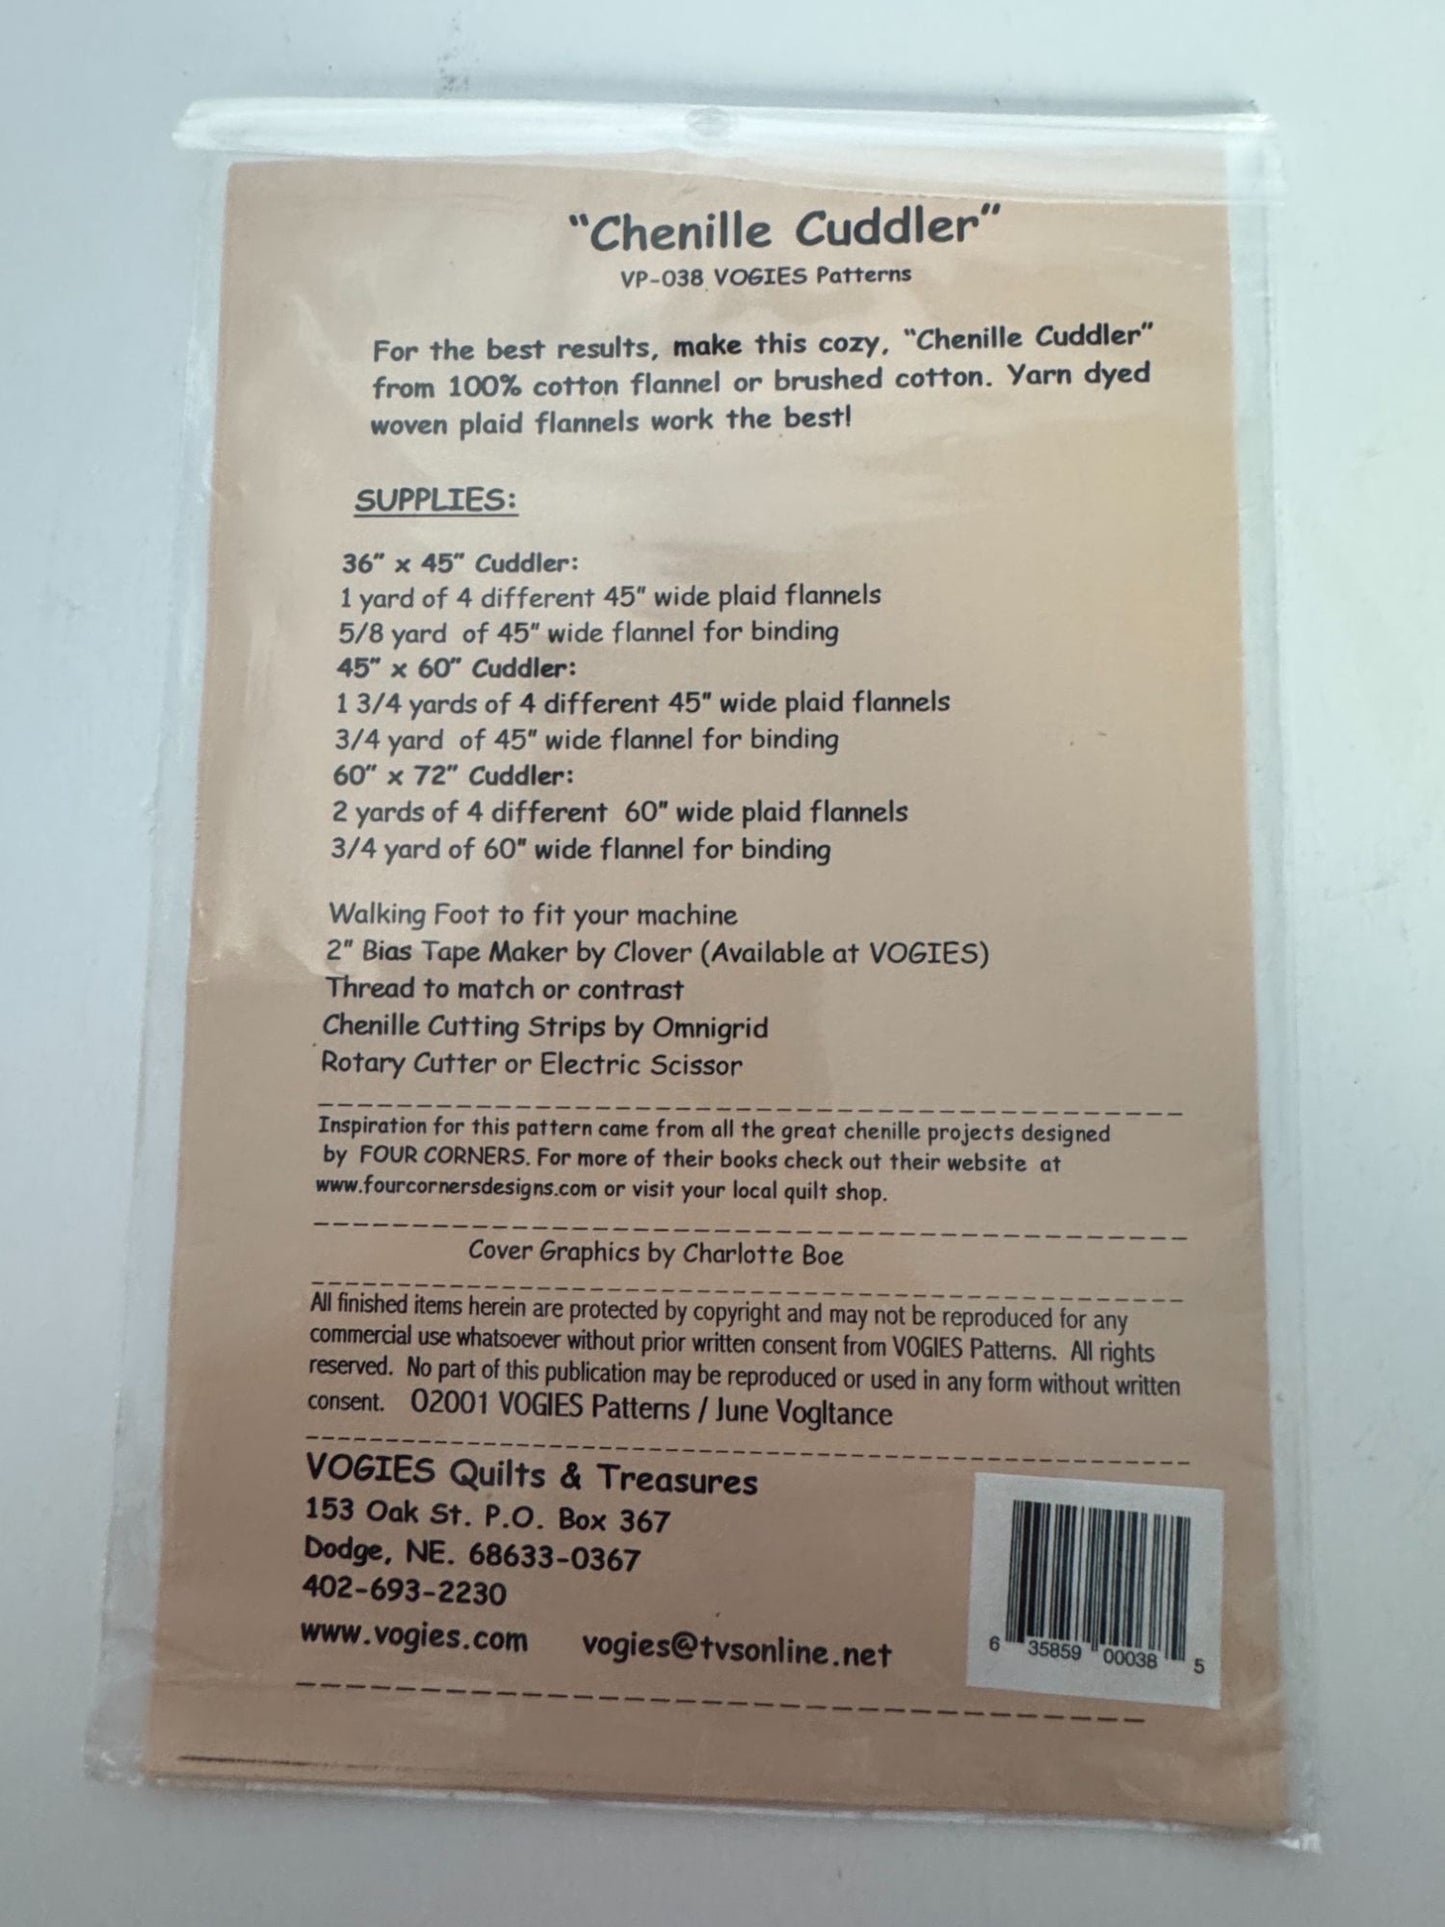 “Chenille Cuddler”
VP-038 VOGIES Patterns
For the best results, make this cozy, “Chenille Cuddler”
from 100% cotton flannel or brushed cotton. Yarn dyed
woven plaid flannels work the best!
SUPPLIES:
36” x 45” Cuddler:
1 yard of 4 different 45” wide plaid flannels
5/8 yard of 45” wide flannel for binding
45” x 60” Cuddler:
1 3/4 yards of 4 different 45” wide plaid flannels
3/4 yard of 45” wide flannel for binding
60” x 72” Cuddler:
2 yards of 4 different 60” wide plaid flannels
3/4 yard of 60” wide flannel for binding
Walking Foot to fit your machine
2” Bias Tape Maker by Clover (Available at VOGIES)
Thread to match or contrast
Chenille Cutting Strips by Omnigrid
Rotary Cutter or Electric Scissor
Inspiration for this pattern came from all the great chenille projects designed
by FOUR CORNERS. For more of their books check out their website at
www.fourcornersdesigns.com or visit your local quilt shop.
Cover Graphics by Charlotte Boe
All finished items herein are protected by copyright and may not be reproduced for any
commercial use whatsoever without prior written consent from VOGIES Patterns. All rights
reserved. No part of this publication may be reproduced or used in any form without written
consent. O2001 VOGIES Patterns / June Vogltance
VOGIES Quilts & Treasures
153 Oak St. P.O. Box 367
Dodge, NE. 68633-0367
402-693-2230
www.vogies.com vogies@tvsonline.net
6 35859 00038 5